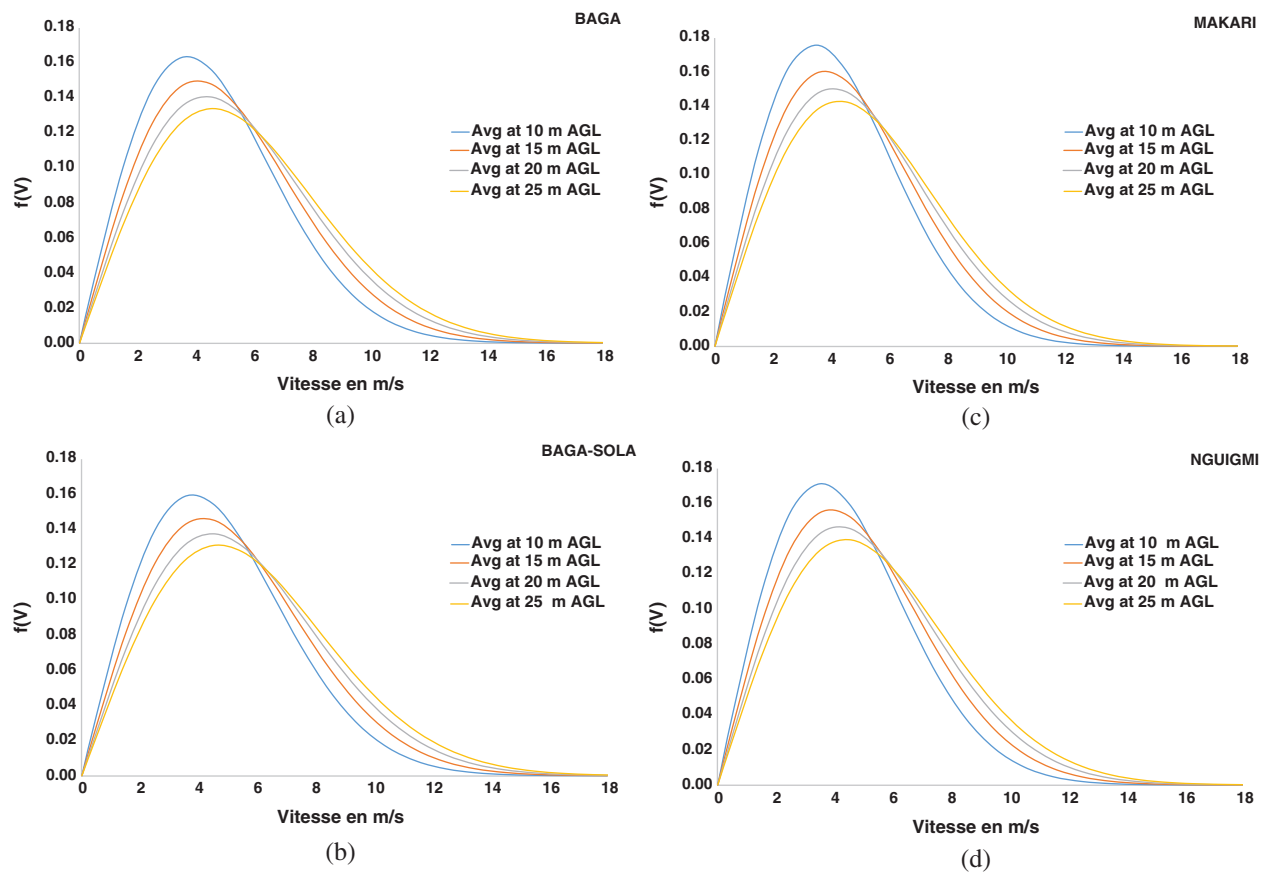 BAGA
0.18
0.16
0.14
0.12
0.10
0.08
0.06
0.04
0.02
0.00
f(V)
0 2 4 6 8 10 12 14 16 18
Vitesse en m/s
Avg at 10 m AGL
Avg at 15 m AGL
Avg at 20 m AGL
Avg at 25 m AGL
(a)
MAKARI
0.18
0.16
0.14
0.12
0.10
0.08
0.06
0.04
0.02
0.00
f(V)
0 2 4 6 8 10 12 14 16 18
Vitesse en m/s
Avg at 10 m AGL
Avg at 15 m AGL
Avg at 20 m AGL
Avg at 25 m AGL
(c)
BAGA-SOLA
0.18
0.16
0.14
0.12
0.10
0.08
0.06
0.04
0.02
0.00
f(V)
0 2 4 6 8 10 12 14 16 18
Vitesse en m/s
Avg at 10 m AGL
Avg at 15 m AGL
Avg at 20 m AGL
Avg at 25 m AGL
(b)
NGUIGMI
0.18
0.16
0.14
0.12
0.10
0.08
0.06
0.04
0.02
0.00
f(V)
0 2 4 6 8 10 12 14 16 18
Vitesse en m/s
Avg at 10 m AGL
Avg at 15 m AGL
Avg at 20 m AGL
Avg at 25 m AGL
(d)